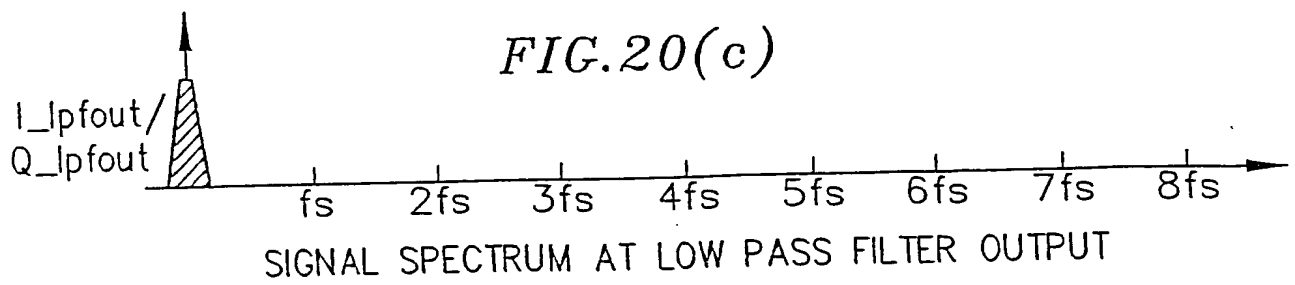 FIG.20(c)
I_lpfout/
Q_lpfout
fs 2fs 3fs 4fs 5fs 6fs 7fs 8fs
SIGNAL SPECTRUM AT LOW PASS FILTER OUTPUT